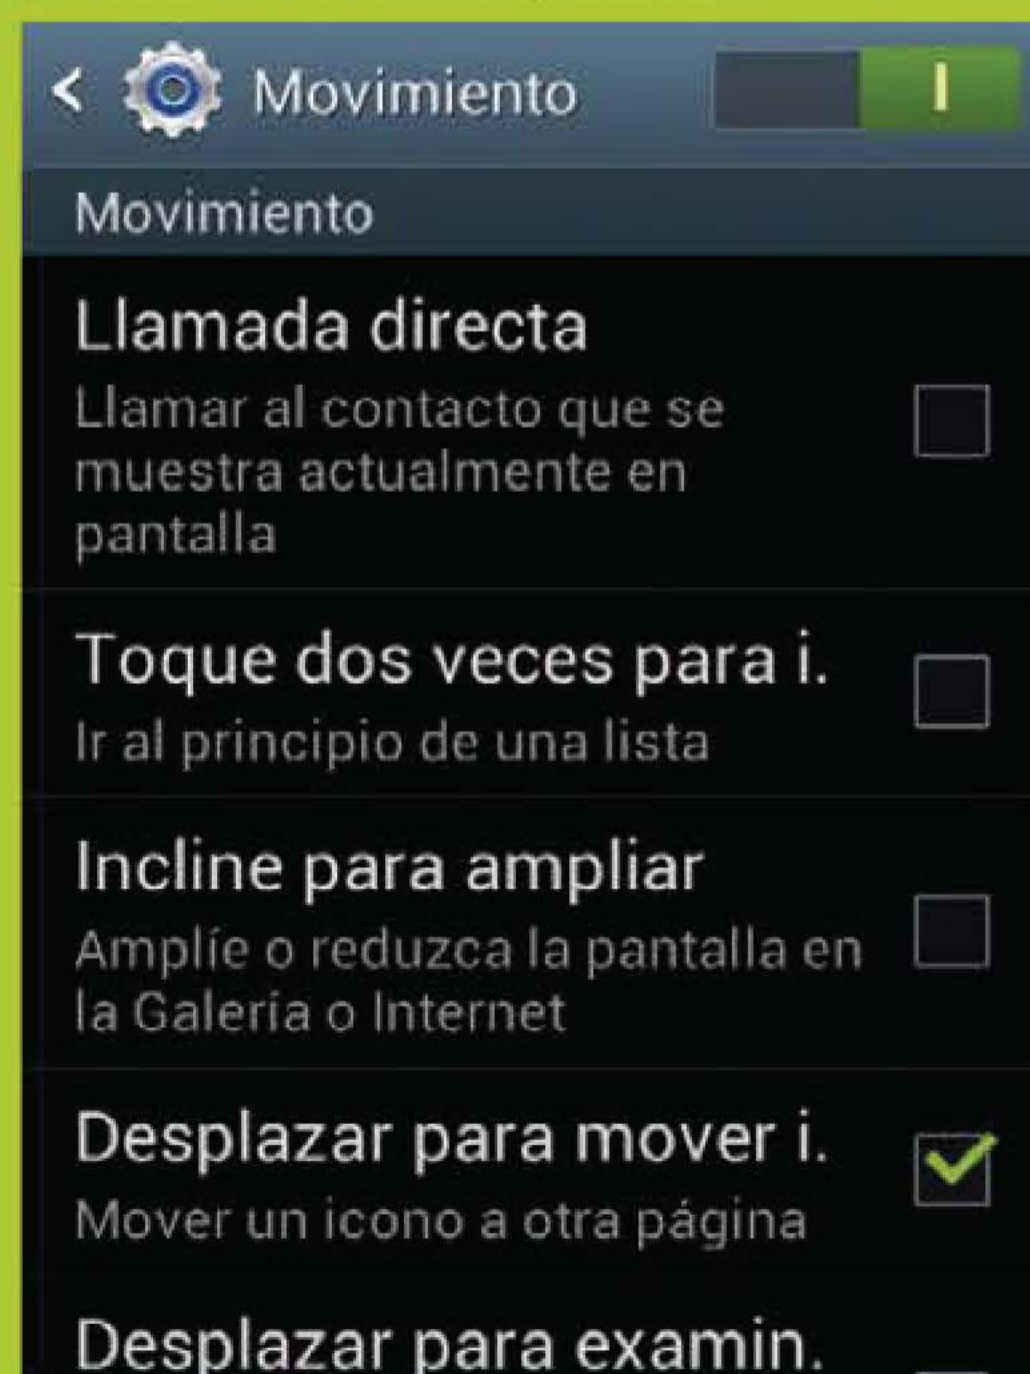 Movimiento
Movimiento
Llamada directa
Llamar al contacto que se
muestra actualmente en
pantalla
Toque dos veces para i.
Ir al principio de una lista
Incline para ampliar
Amplíe o reduzca la pantalla en
la Galería o Internet
Desplazar para mover i.
Mover un icono a otra página
Desplazar para examin.